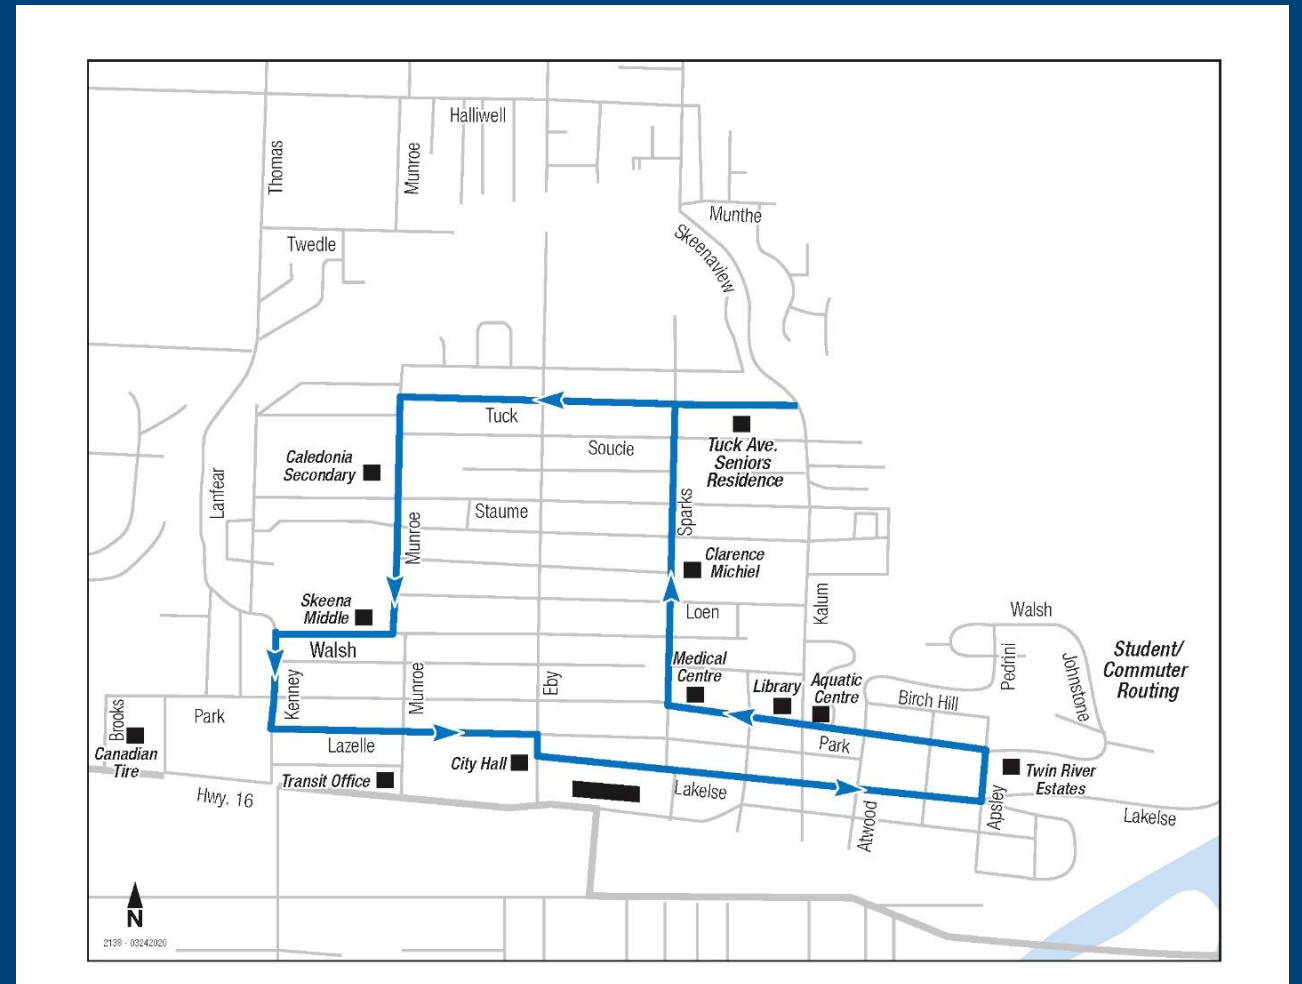 Halliwell
Thomas
Munroe
Munthe
Twedle
Skeenaview
Tuck
Soucie
Tuck Ave.
Seniors
Residence
Caledonia
Secondary
Lanfear
Staume
Sparks
Munroe
Clarence
Michiel
Skeena
Middle
Loen
Kalum
Walsh
Walsh
Student/
Commuter
Routing
Medical
Centre
Library
Aquatic
Centre
Pedrini
Johnstone
Birch Hill
Kenney
Munroe
Eby
Brooks
Park
Canadian
Tire
Lazelle
City Hall
Park
Transit Office
Twin River
Estates
Hwy. 16
Lakelse
Atwood
Apsley
Lakelse
N
2138 - 03242020